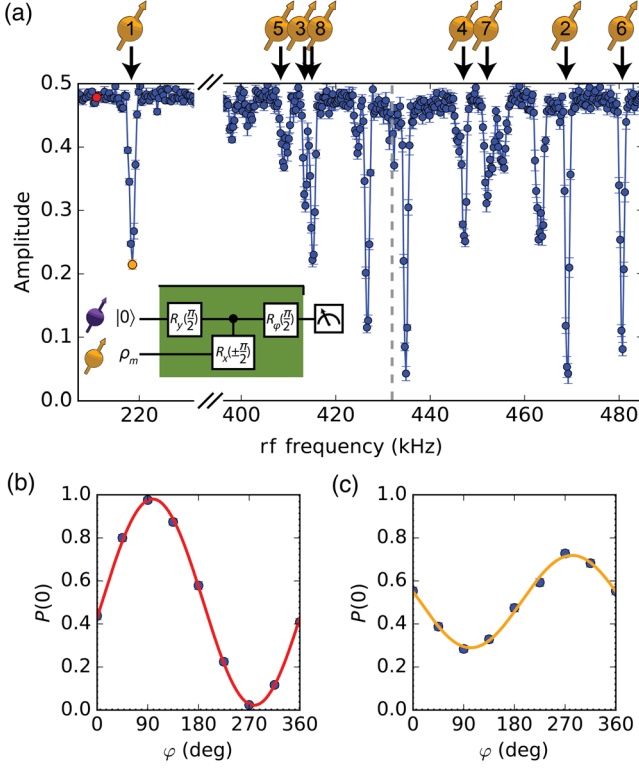 (a)
1 5 3 8 4 7 2 6
0.5
0.4
0.3
0.2
0.1
0.0
Amplitude
|0⟩ R_y(π/2) R_φ(π/2)
ρ_m R_x(±π/2)
220 400 420 440 460 480
rf frequency (kHz)
(b) (c)
1.0
0.8
0.6
0.4
0.2
0.0
P(0)
0 90 180 270 360
φ (deg)
1.0
0.8
0.6
0.4
0.2
0.0
P(0)
0 90 180 270 360
φ (deg)